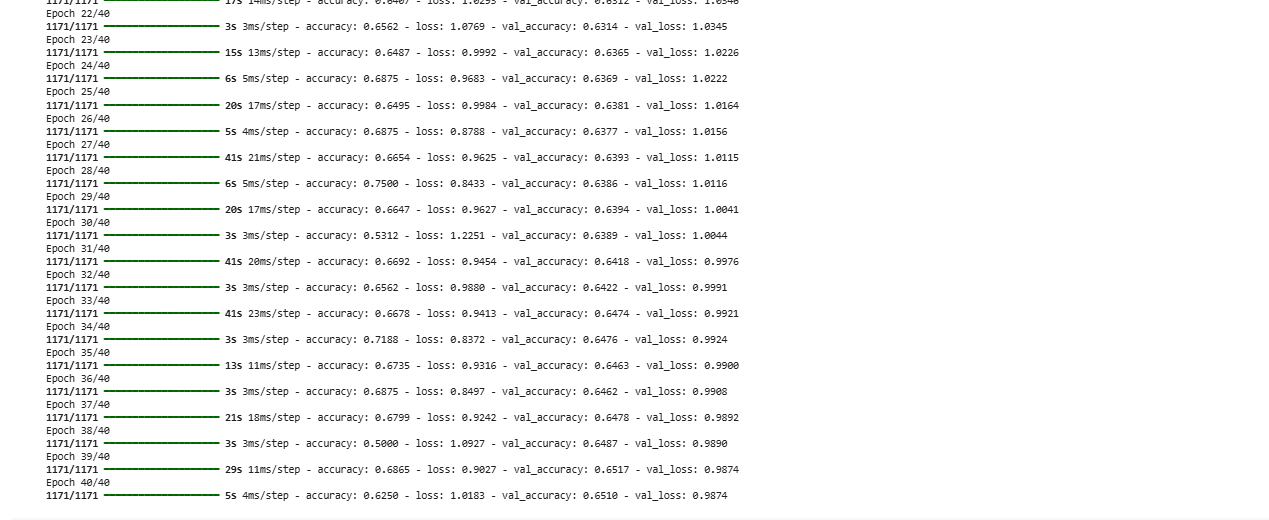 1171/1171 17s 14ms/step - accuracy: 0.6407 - loss: 1.0295 - val_accuracy: 0.6312 - val_loss: 1.0346
Epoch 22/40
1171/1171 3s 3ms/step - accuracy: 0.6562 - loss: 1.0769 - val_accuracy: 0.6314 - val_loss: 1.0345
Epoch 23/40
1171/1171 15s 13ms/step - accuracy: 0.6487 - loss: 0.9992 - val_accuracy: 0.6365 - val_loss: 1.0226
Epoch 24/40
1171/1171 6s 5ms/step - accuracy: 0.6875 - loss: 0.9683 - val_accuracy: 0.6369 - val_loss: 1.0222
Epoch 25/40
1171/1171 20s 17ms/step - accuracy: 0.6495 - loss: 0.9984 - val_accuracy: 0.6381 - val_loss: 1.0164
Epoch 26/40
1171/1171 5s 4ms/step - accuracy: 0.6875 - loss: 0.8788 - val_accuracy: 0.6377 - val_loss: 1.0156
Epoch 27/40
1171/1171 41s 21ms/step - accuracy: 0.6654 - loss: 0.9625 - val_accuracy: 0.6393 - val_loss: 1.0115
Epoch 28/40
1171/1171 6s 5ms/step - accuracy: 0.7500 - loss: 0.8433 - val_accuracy: 0.6386 - val_loss: 1.0116
Epoch 29/40
1171/1171 20s 17ms/step - accuracy: 0.6647 - loss: 0.9627 - val_accuracy: 0.6394 - val_loss: 1.0041
Epoch 30/40
1171/1171 3s 3ms/step - accuracy: 0.5312 - loss: 1.2251 - val_accuracy: 0.6389 - val_loss: 1.0044
Epoch 31/40
1171/1171 41s 20ms/step - accuracy: 0.6692 - loss: 0.9454 - val_accuracy: 0.6418 - val_loss: 0.9976
Epoch 32/40
1171/1171 3s 3ms/step - accuracy: 0.6562 - loss: 0.9880 - val_accuracy: 0.6422 - val_loss: 0.9991
Epoch 33/40
1171/1171 41s 23ms/step - accuracy: 0.6678 - loss: 0.9413 - val_accuracy: 0.6474 - val_loss: 0.9921
Epoch 34/40
1171/1171 3s 3ms/step - accuracy: 0.7188 - loss: 0.8372 - val_accuracy: 0.6476 - val_loss: 0.9924
Epoch 35/40
1171/1171 13s 11ms/step - accuracy: 0.6735 - loss: 0.9316 - val_accuracy: 0.6463 - val_loss: 0.9900
Epoch 36/40
1171/1171 3s 3ms/step - accuracy: 0.6875 - loss: 0.8497 - val_accuracy: 0.6462 - val_loss: 0.9908
Epoch 37/40
1171/1171 21s 18ms/step - accuracy: 0.6799 - loss: 0.9242 - val_accuracy: 0.6478 - val_loss: 0.9892
Epoch 38/40
1171/1171 3s 3ms/step - accuracy: 0.5000 - loss: 1.0927 - val_accuracy: 0.6487 - val_loss: 0.9890
Epoch 39/40
1171/1171 29s 11ms/step - accuracy: 0.6865 - loss: 0.9027 - val_accuracy: 0.6517 - val_loss: 0.9874
Epoch 40/40
1171/1171 5s 4ms/step - accuracy: 0.6250 - loss: 1.0183 - val_accuracy: 0.6510 - val_loss: 0.9874